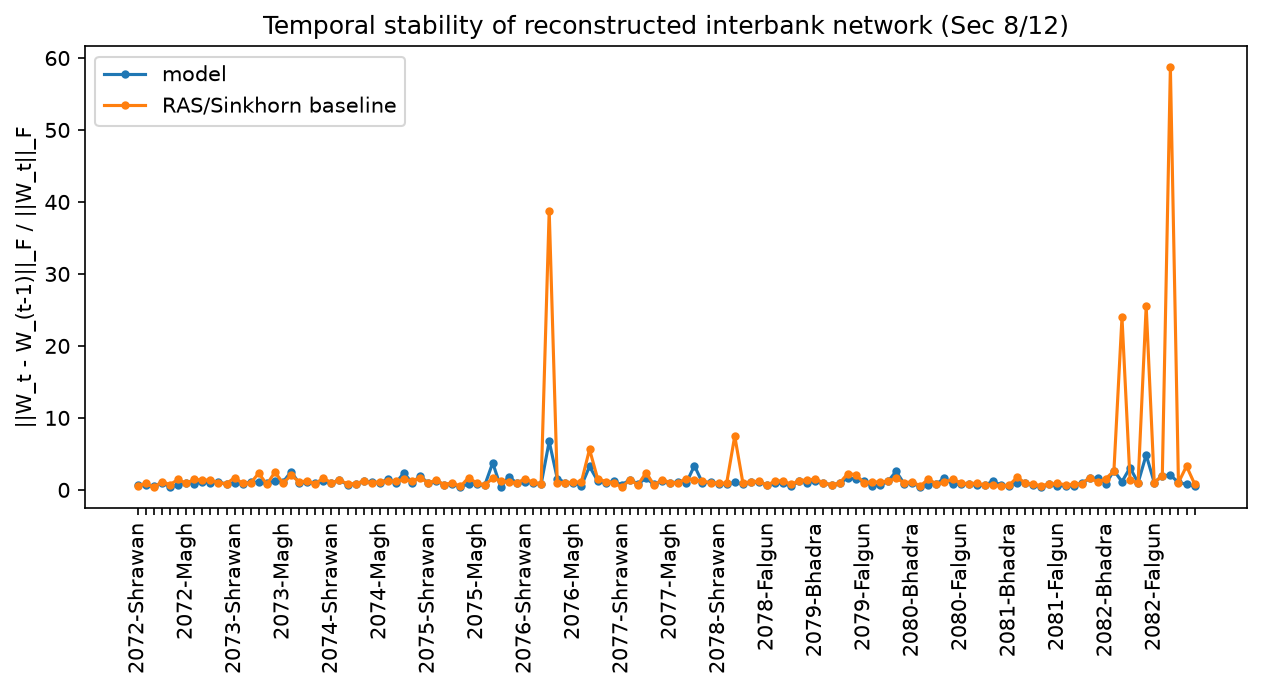 Temporal stability of reconstructed interbank network (Sec 8/12)
model
RAS/Sinkhorn baseline
||W_t - W_(t-1)||_F / ||W_t||_F
60
50
40
30
20
10
0
2072-Shrawan
2072-Magh
2073-Shrawan
2073-Magh
2074-Shrawan
2074-Magh
2075-Shrawan
2075-Magh
2076-Shrawan
2076-Magh
2077-Shrawan
2077-Magh
2078-Shrawan
2078-Falgun
2079-Bhadra
2079-Falgun
2080-Bhadra
2080-Falgun
2081-Bhadra
2081-Falgun
2082-Bhadra
2082-Falgun